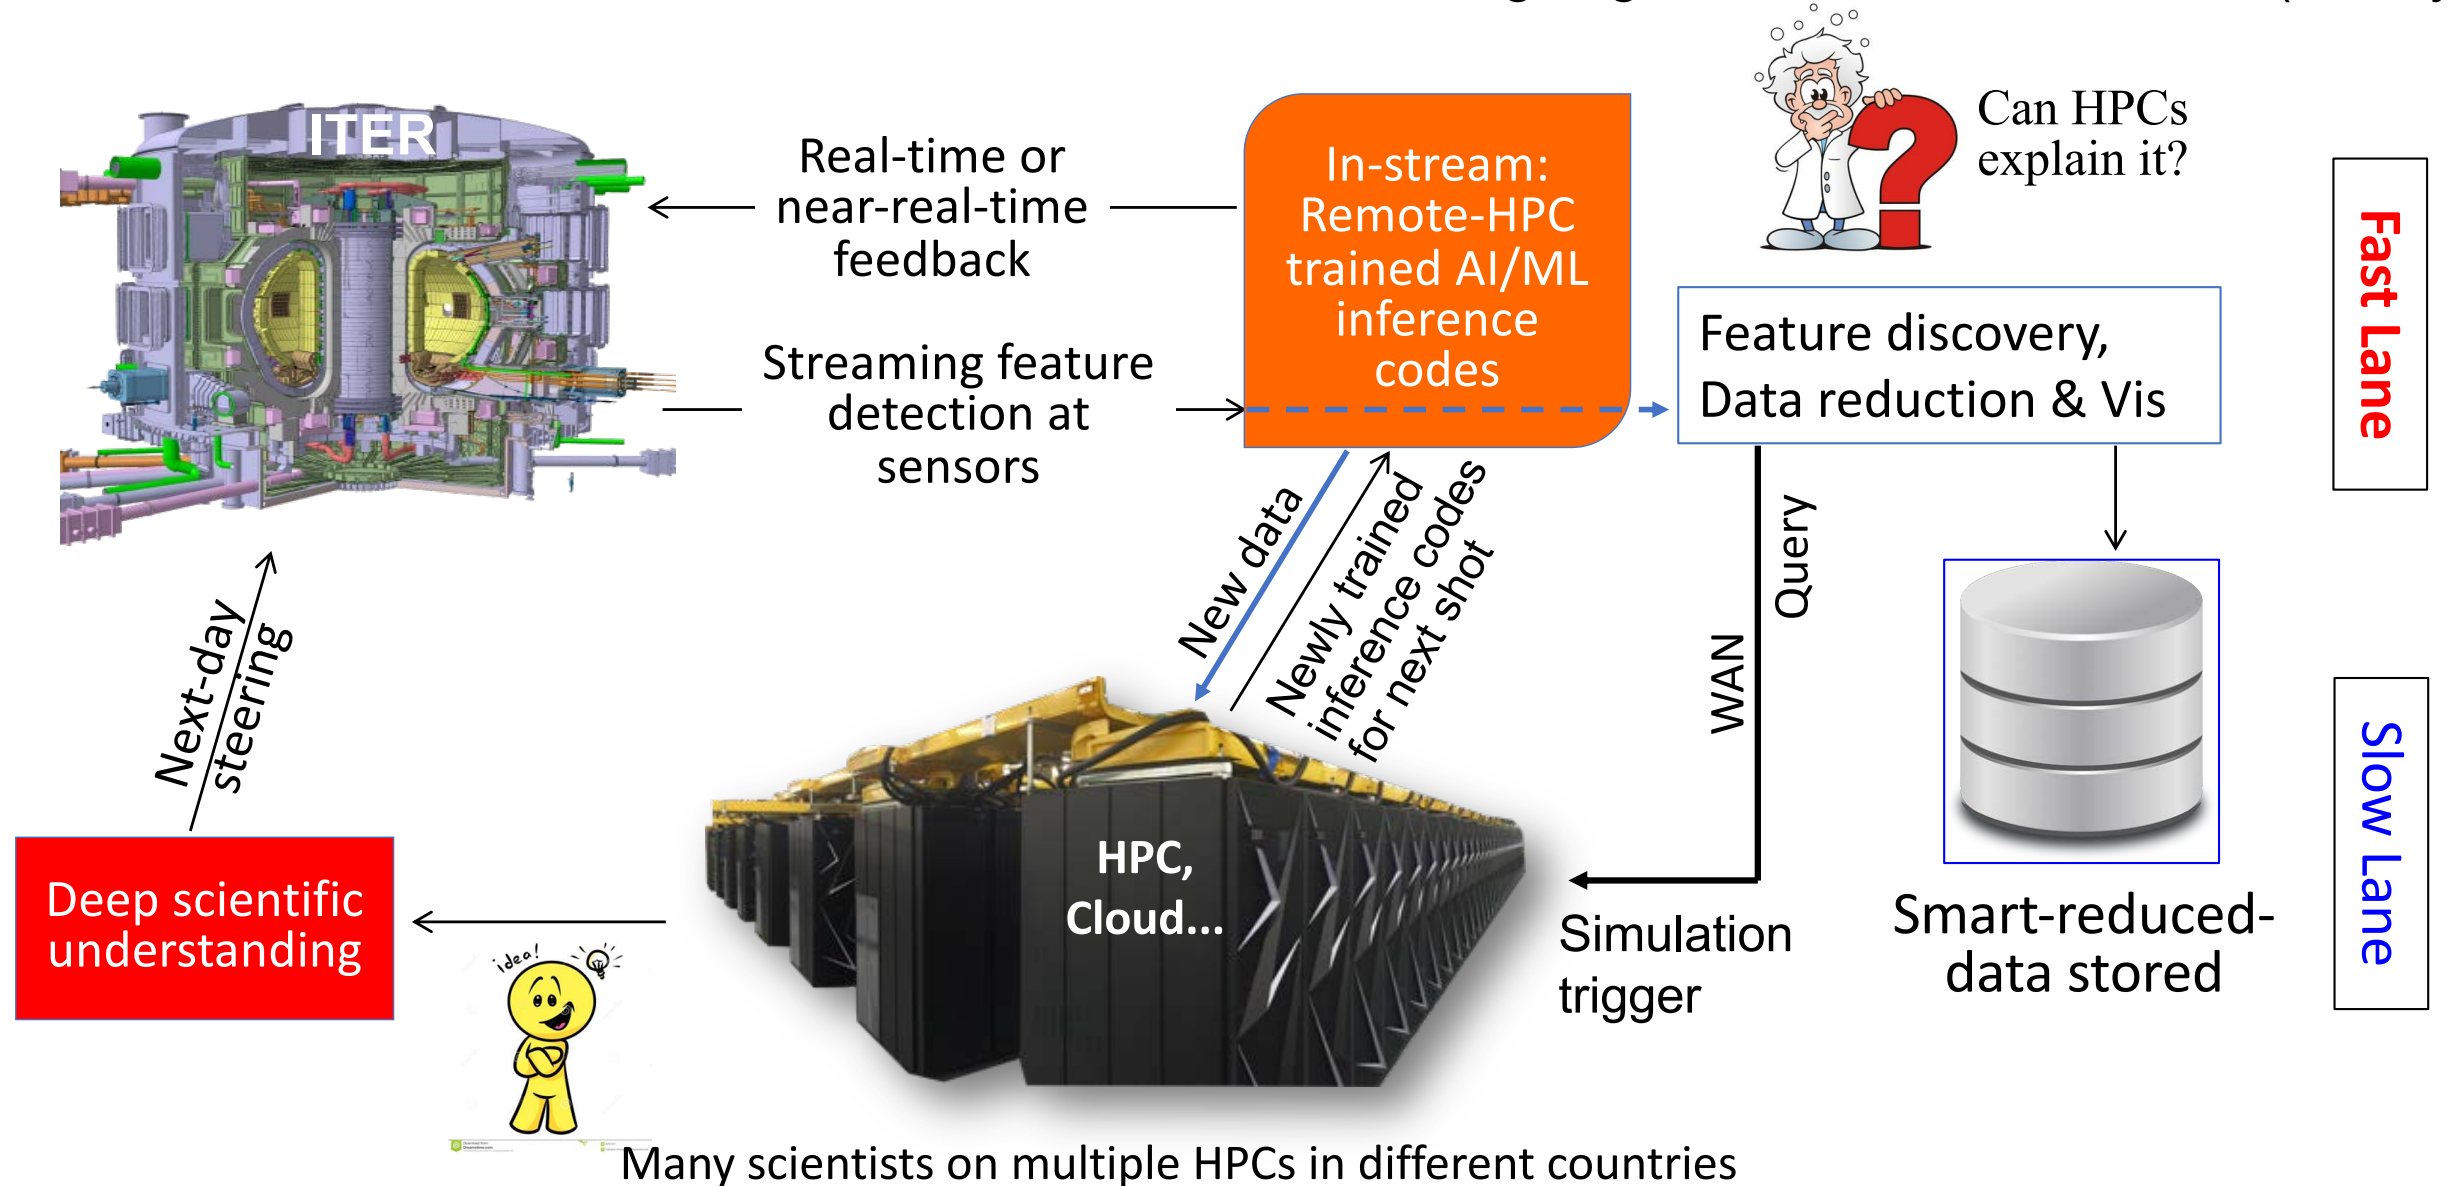 ITER
Real-time or
near-real-time
feedback
Streaming feature
detection at
sensors
In-stream:
Remote-HPC
trained AI/ML
inference
codes
Can HPCs
explain it?
Feature discovery,
Data reduction & Vis
Fast Lane
New data
Newly trained
inference codes
for next shot
Query
WAN
Next-day
steering
Deep scientific
understanding
idea!
HPC,
Cloud...
Simulation
trigger
Smart-reduced-
data stored
Slow Lane
Many scientists on multiple HPCs in different countries